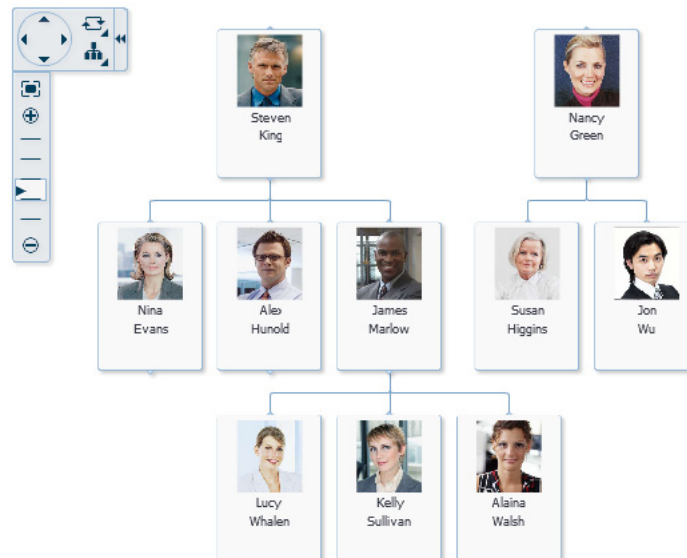 Steven
King
Nancy
Green
Nina
Evans
Alex
Hunold
James
Marlow
Susan
Higgins
Jon
Wu
Lucy
Whalen
Kelly
Sullivan
Alaina
Walsh